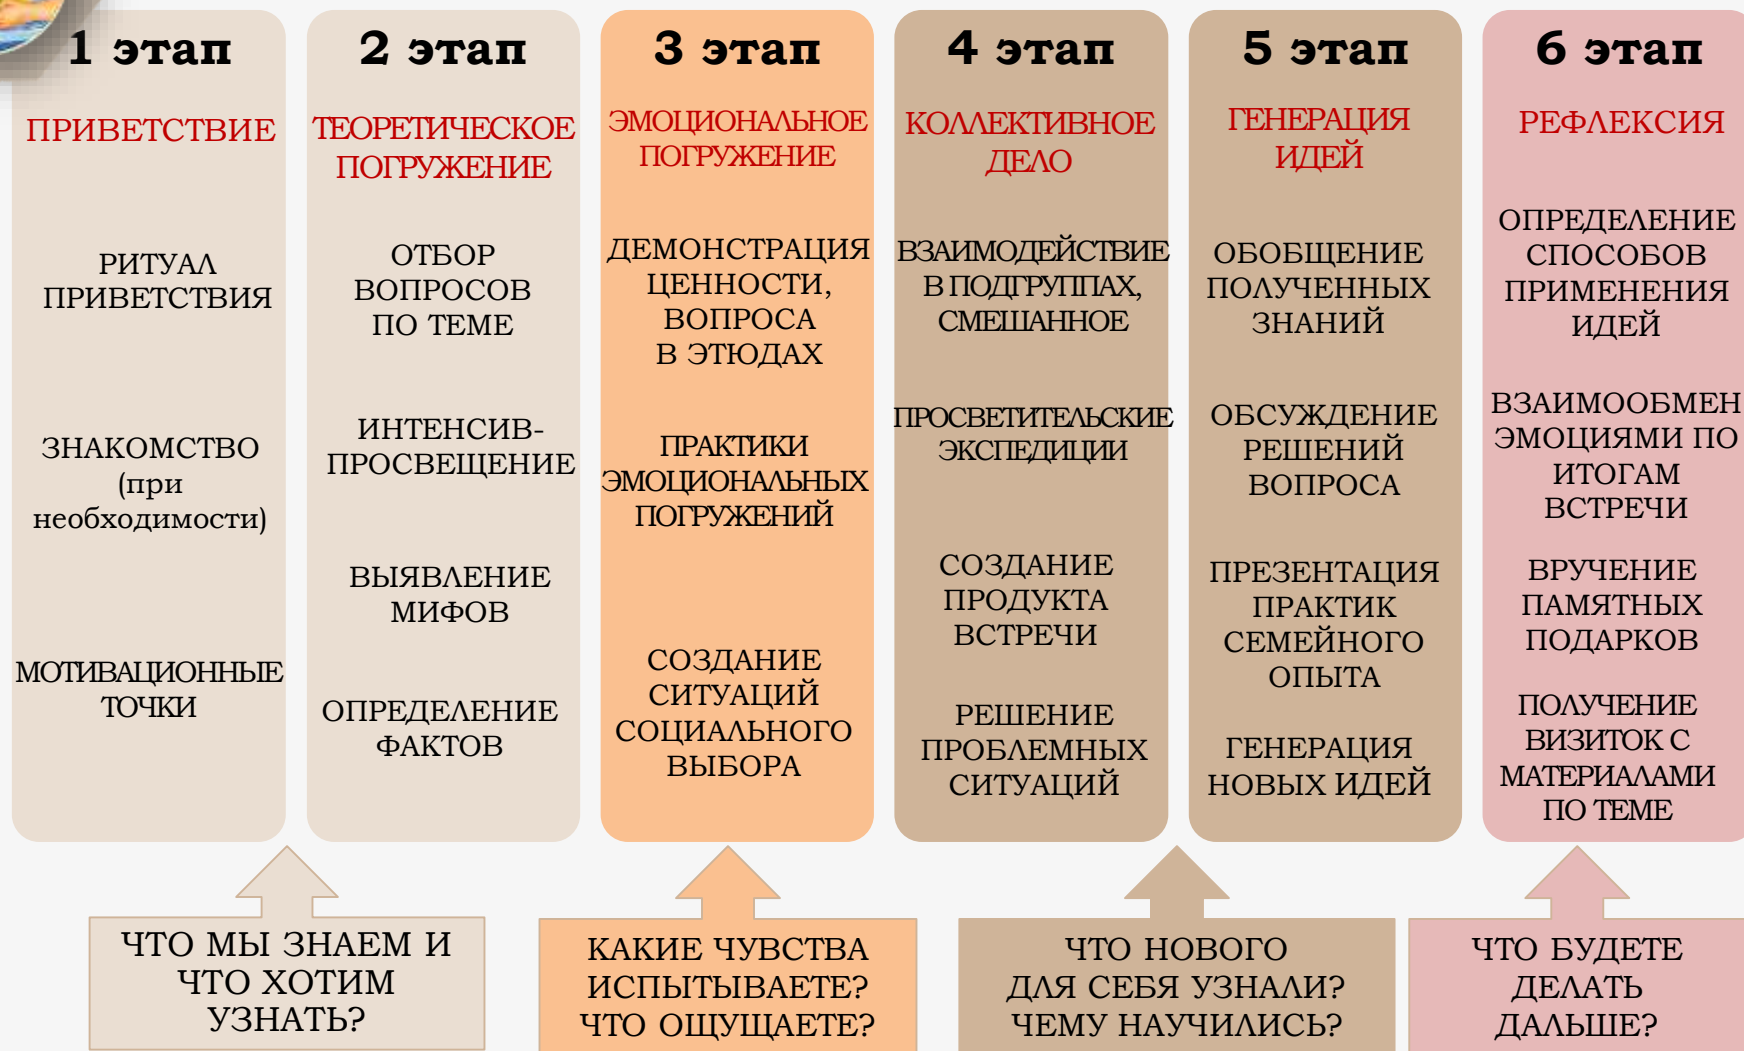 1 этап
ПРИВЕТСТВИЕ
РИТУАЛ
ПРИВЕТСТВИЯ
ЗНАКОМСТВО
(при
необходимости)
МОТИВАЦИОННЫЕ
ТОЧКИ
2 этап
ТЕОРЕТИЧЕСКОЕ
ПОГРУЖЕНИЕ
ОТБОР
ВОПРОСОВ
ПО ТЕМЕ
ИНТЕНСИВ-
ПРОСВЕЩЕНИЕ
ВЫЯВЛЕНИЕ
МИФОВ
ОПРЕДЕЛЕНИЕ
ФАКТОВ
3 этап
ЭМОЦИОНАЛЬНОЕ
ПОГРУЖЕНИЕ
ДЕМОНСТРАЦИЯ
ЦЕННОСТИ,
ВОПРОСА
В ЭТЮДАХ
ПРАКТИКИ
ЭМОЦИОНАЛЬНЫХ
ПОГРУЖЕНИЙ
СОЗДАНИЕ
СИТУАЦИЙ
СОЦИАЛЬНОГО
ВЫБОРА
4 этап
КОЛЛЕКТИВНОЕ
ДЕЛО
ВЗАИМОДЕЙСТВИЕ
В ПОДГРУППАХ,
СМЕШАННОЕ
ПРОСВЕТИТЕЛЬСКИЕ
ЭКСПЕДИЦИИ
СОЗДАНИЕ
ПРОДУКТА
ВСТРЕЧИ
РЕШЕНИЕ
ПРОБЛЕМНЫХ
СИТУАЦИЙ
5 этап
ГЕНЕРАЦИЯ
ИДЕЙ
ОБОБЩЕНИЕ
ПОЛУЧЕННЫХ
ЗНАНИЙ
ОБСУЖДЕНИЕ
РЕШЕНИЙ
ВОПРОСА
ПРЕЗЕНТАЦИЯ
ПРАКТИК
СЕМЕЙНОГО
ОПЫТА
ГЕНЕРАЦИЯ
НОВЫХ ИДЕЙ
6 этап
РЕФЛЕКСИЯ
ОПРЕДЕЛЕНИЕ
СПОСОБОВ
ПРИМЕНЕНИЯ
ИДЕЙ
ВЗАИМООБМЕН
ЭМОЦИЯМИ ПО
ИТОГАМ
ВСТРЕЧИ
ВРУЧЕНИЕ
ПАМЯТНЫХ
ПОДАРКОВ
ПОЛУЧЕНИЕ
ВИЗИТОК С
МАТЕРИАЛАМИ
ПО ТЕМЕ
ЧТО МЫ ЗНАЕМ И
ЧТО ХОТИМ
УЗНАТЬ?
КАКИЕ ЧУВСТВА
ИСПЫТЫВАЕТЕ?
ЧТО ОЩУЩАЕТЕ?
ЧТО НОВОГО
ДЛЯ СЕБЯ УЗНАЛИ?
ЧЕМУ НАУЧИЛИСЬ?
ЧТО БУДЕТЕ
ДЕЛАТЬ
ДАЛЬШЕ?